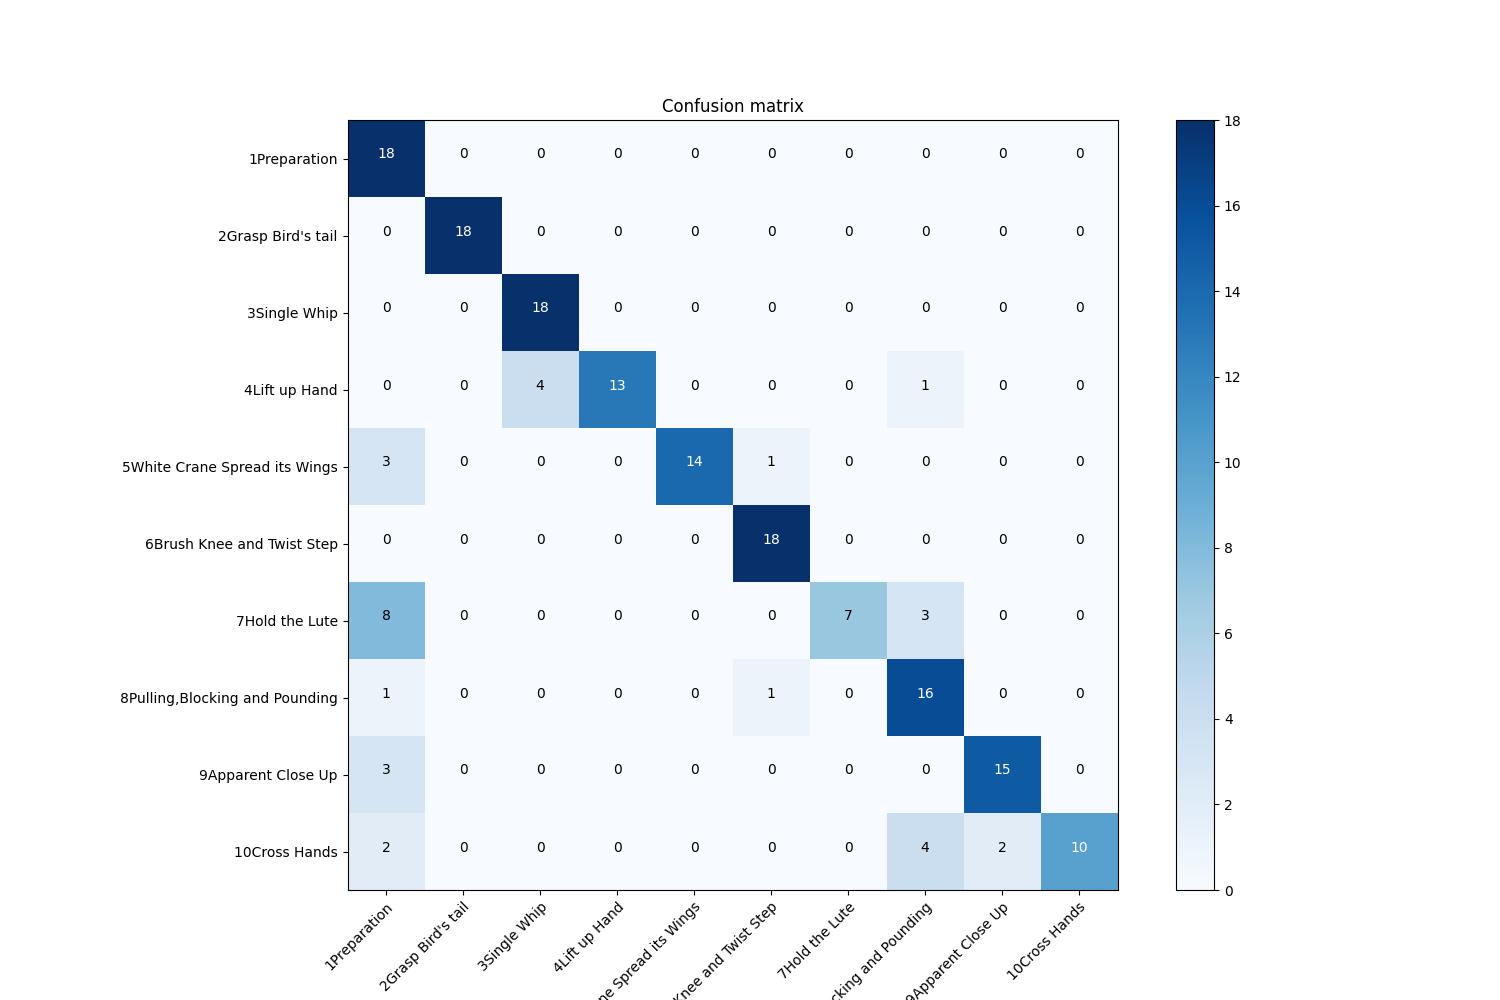 Confusion matrix
1Preparation 18 0 0 0 0 0 0 0 0 0
2Grasp Bird's tail 0 18 0 0 0 0 0 0 0 0
3Single Whip 0 0 18 0 0 0 0 0 0 0
4Lift up Hand 0 0 4 13 0 0 0 1 0 0
5White Crane Spread its Wings 3 0 0 0 14 1 0 0 0 0
6Brush Knee and Twist Step 0 0 0 0 0 18 0 0 0 0
7Hold the Lute 8 0 0 0 0 0 7 3 0 0
8Pulling,Blocking and Pounding 1 0 0 0 0 1 0 16 0 0
9Apparent Close Up 3 0 0 0 0 0 0 0 15 0
10Cross Hands 2 0 0 0 0 0 0 4 2 10
1Preparation
2Grasp Bird's tail
3Single Whip
4Lift up Hand
Spread its Wings
Knee and Twist Step
7Hold the Lute
and Pounding
9Apparent Close Up
10Cross Hands
18
16
14
12
10
8
6
4
2
0